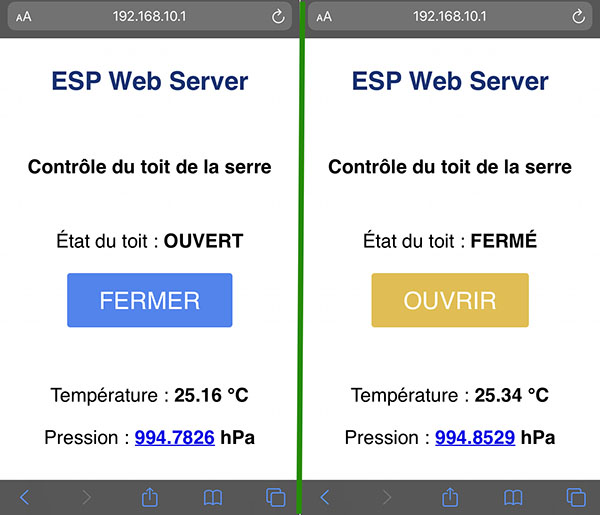 AA 192.168.10.1
ESP Web Server
Contrôle du toit de la serre
État du toit : OUVERT
FERMER
Température : 25.16 °C
Pression : 994.7826 hPa
AA 192.168.10.1
ESP Web Server
Contrôle du toit de la serre
État du toit : FERMÉ
OUVRIR
Température : 25.34 °C
Pression : 994.8529 hPa